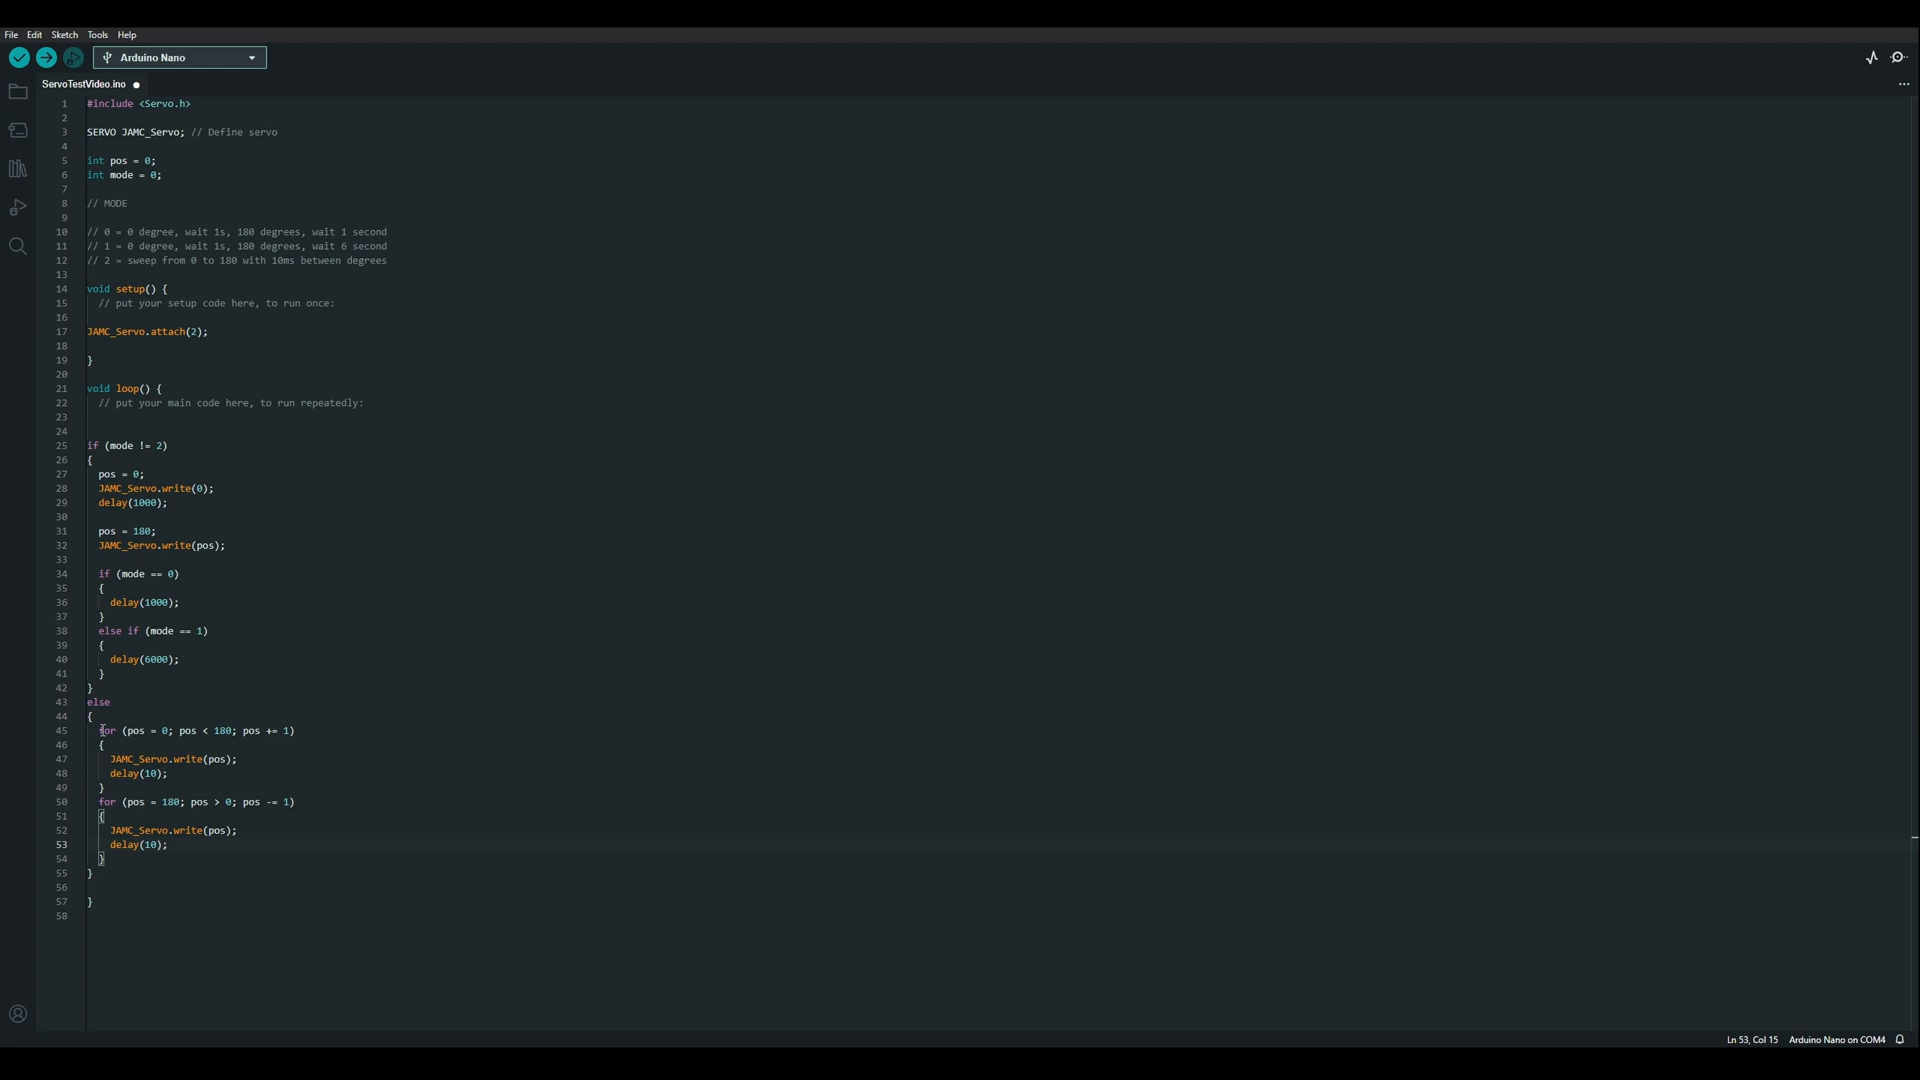 File Edit Sketch Tools Help
Arduino Nano
ServoTestVideo.ino
1 #include <Servo.h>
2
3 SERVO JAMC_Servo; // Define servo
4
5 int pos = 0;
6 int mode = 0;
7
8 // MODE
9
10 // 0 = 0 degree, wait 1s, 180 degrees, wait 1 second
11 // 1 = 0 degree, wait 1s, 180 degrees, wait 6 second
12 // 2 = sweep from 0 to 180 with 10ms between degrees
13
14 void setup() {
15 // put your setup code here, to run once:
16
17 JAMC_Servo.attach(2);
18
19 }
20
21 void loop() {
22 // put your main code here, to run repeatedly:
23
24
25 if (mode != 2)
26 {
27 pos = 0;
28 JAMC_Servo.write(0);
29 delay(1000);
30
31 pos = 180;
32 JAMC_Servo.write(pos);
33
34 if (mode == 0)
35 {
36 delay(1000);
37 }
38 else if (mode == 1)
39 {
40 delay(6000);
41 }
42 }
43 else
44 {
45 for (pos = 0; pos < 180; pos += 1)
46 {
47 JAMC_Servo.write(pos);
48 delay(10);
49 }
50 for (pos = 180; pos > 0; pos -= 1)
51 {
52 JAMC_Servo.write(pos);
53 delay(10);
54 }
55 }
56
57 }
58
Ln 53, Col 15 Arduino Nano on COM4